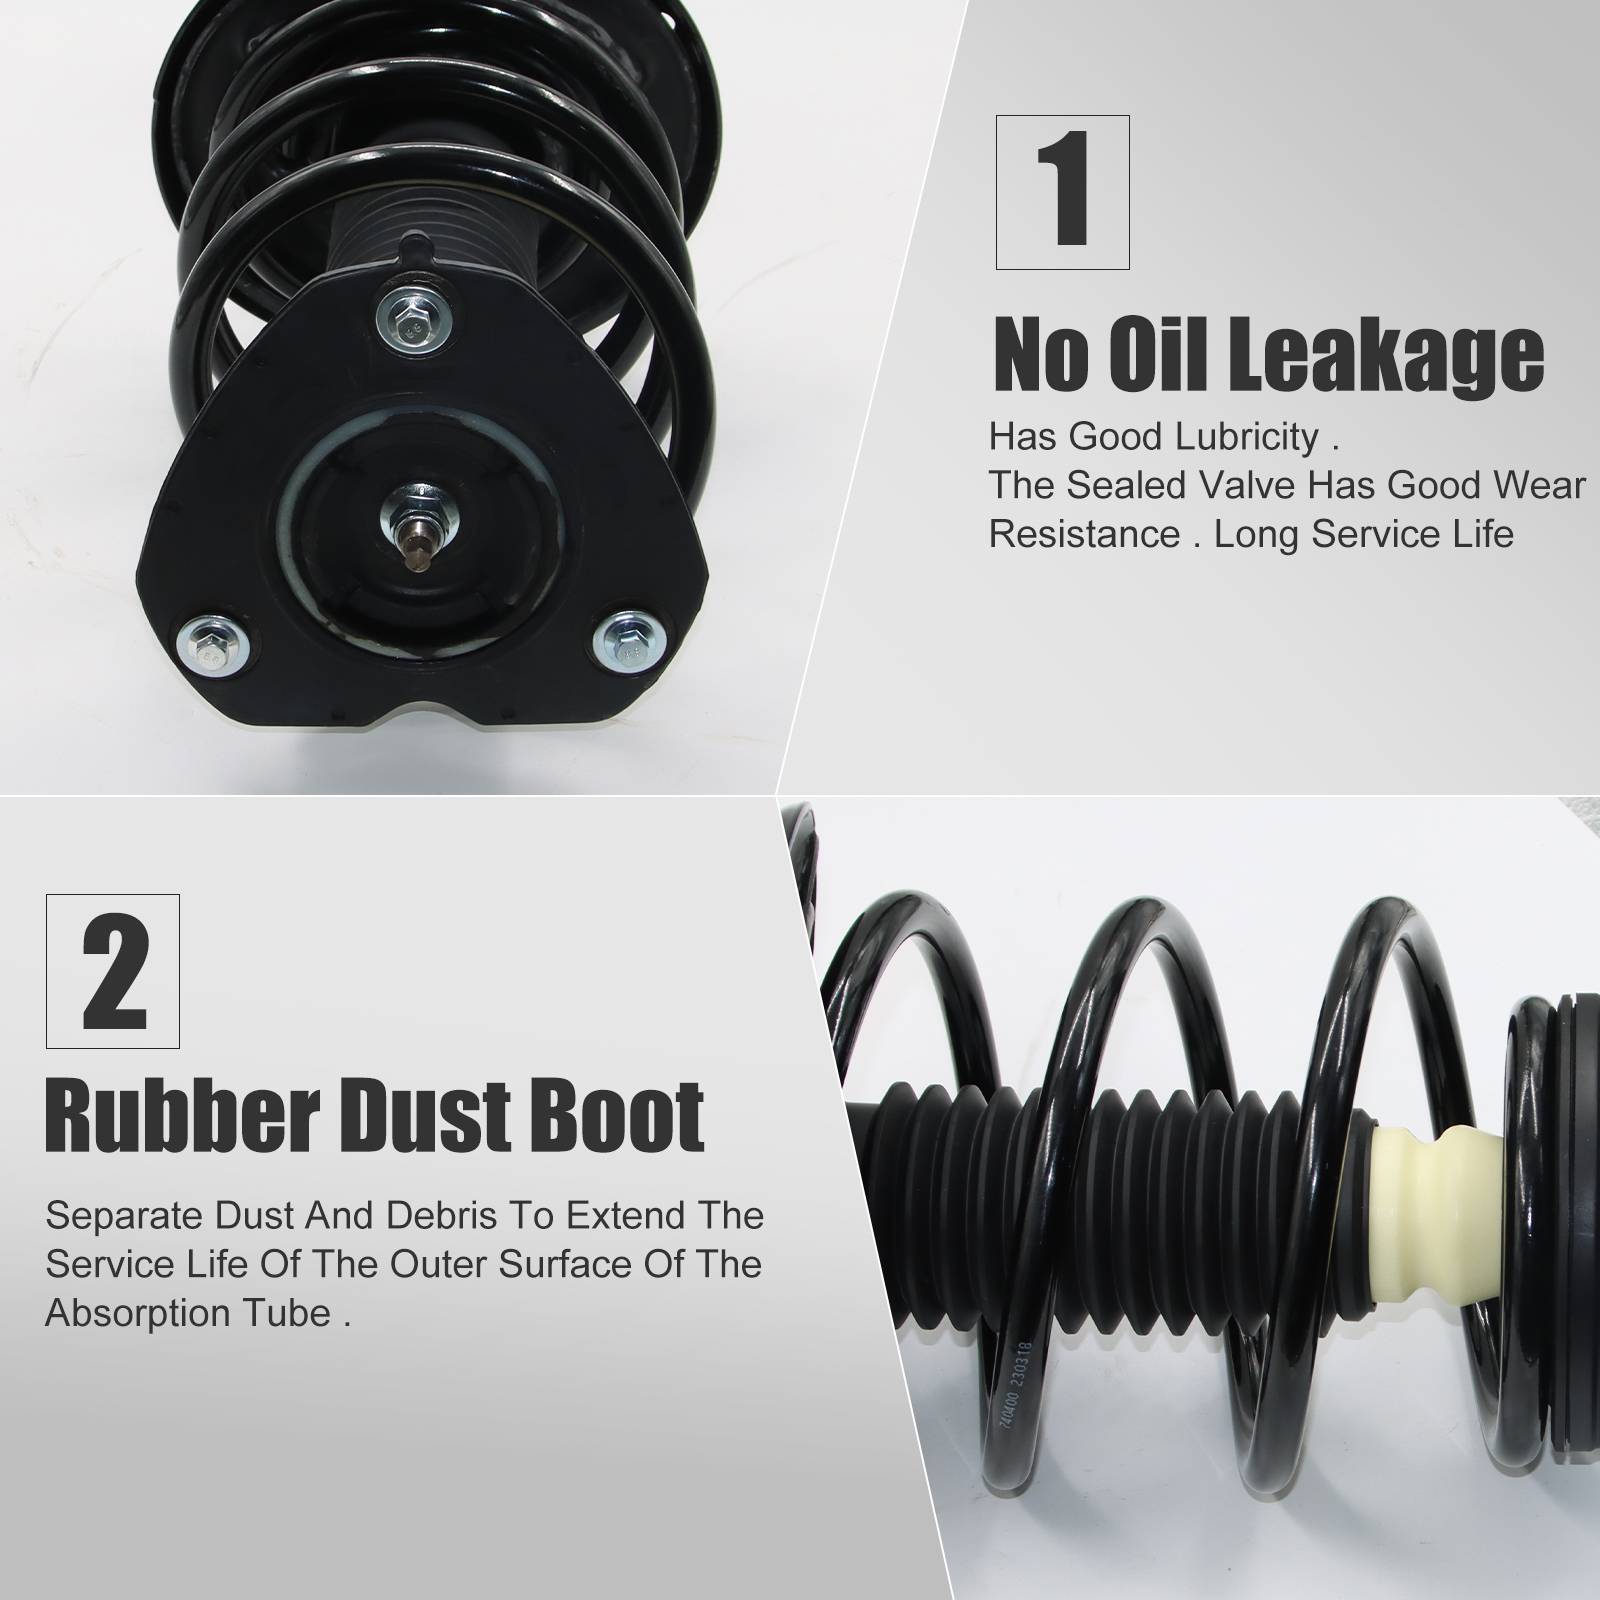 1
No Oil Leakage
Has Good Lubricity .
The Sealed Valve Has Good Wear
Resistance . Long Service Life
2
Rubber Dust Boot
Separate Dust And Debris To Extend The
Service Life Of The Outer Surface Of The
Absorption Tube .
740400 230318